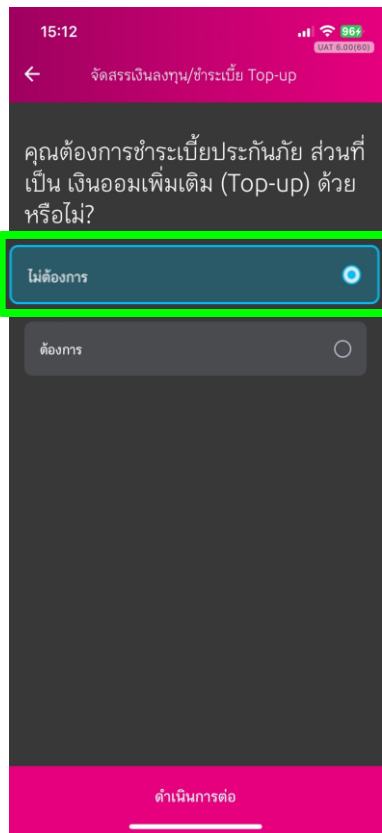 15:12
96
UAT 6.00(60)
จัดสรรเงินลงทุน/ชำระเบี้ย Top-up
คุณต้องการชำระเบี้ยประกันภัย ส่วนที่
เป็น เงินออมเพิ่มเติม (Top-up) ด้วย
หรือไม่?
ไม่ต้องการ
ต้องการ
ดำเนินการต่อ